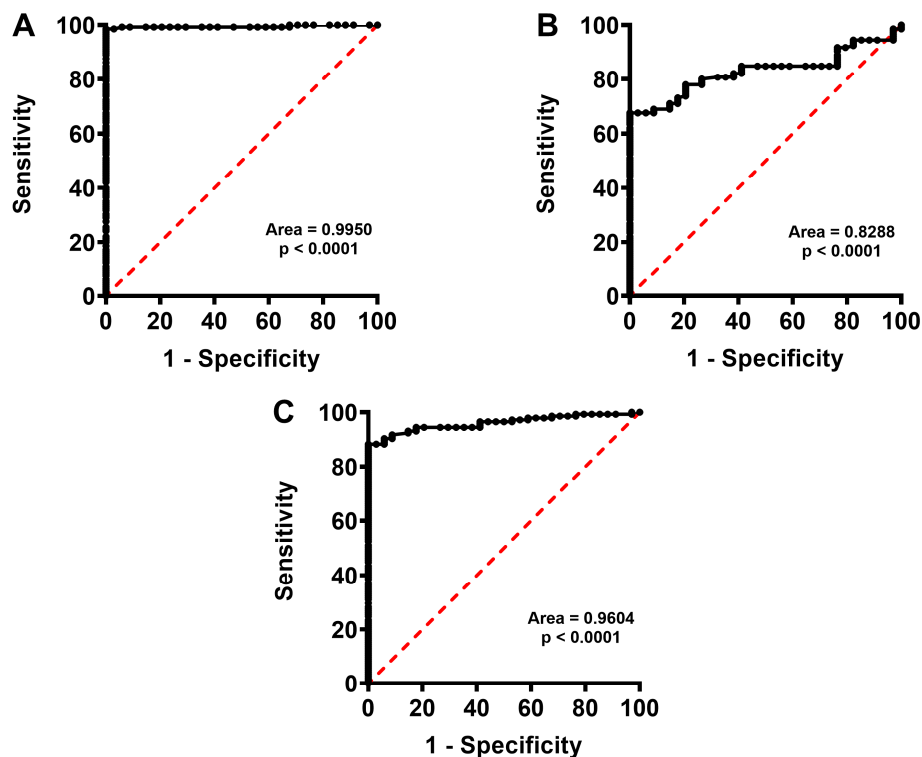 A
100
80
60
40
20
0
Sensitivity
Area = 0.9950
p < 0.0001
0 20 40 60 80 100
1 - Specificity
B
100
80
60
40
20
0
Sensitivity
Area = 0.8288
p < 0.0001
0 20 40 60 80 100
1 - Specificity
C
100
80
60
40
20
0
Sensitivity
Area = 0.9604
p < 0.0001
0 20 40 60 80 100
1 - Specificity